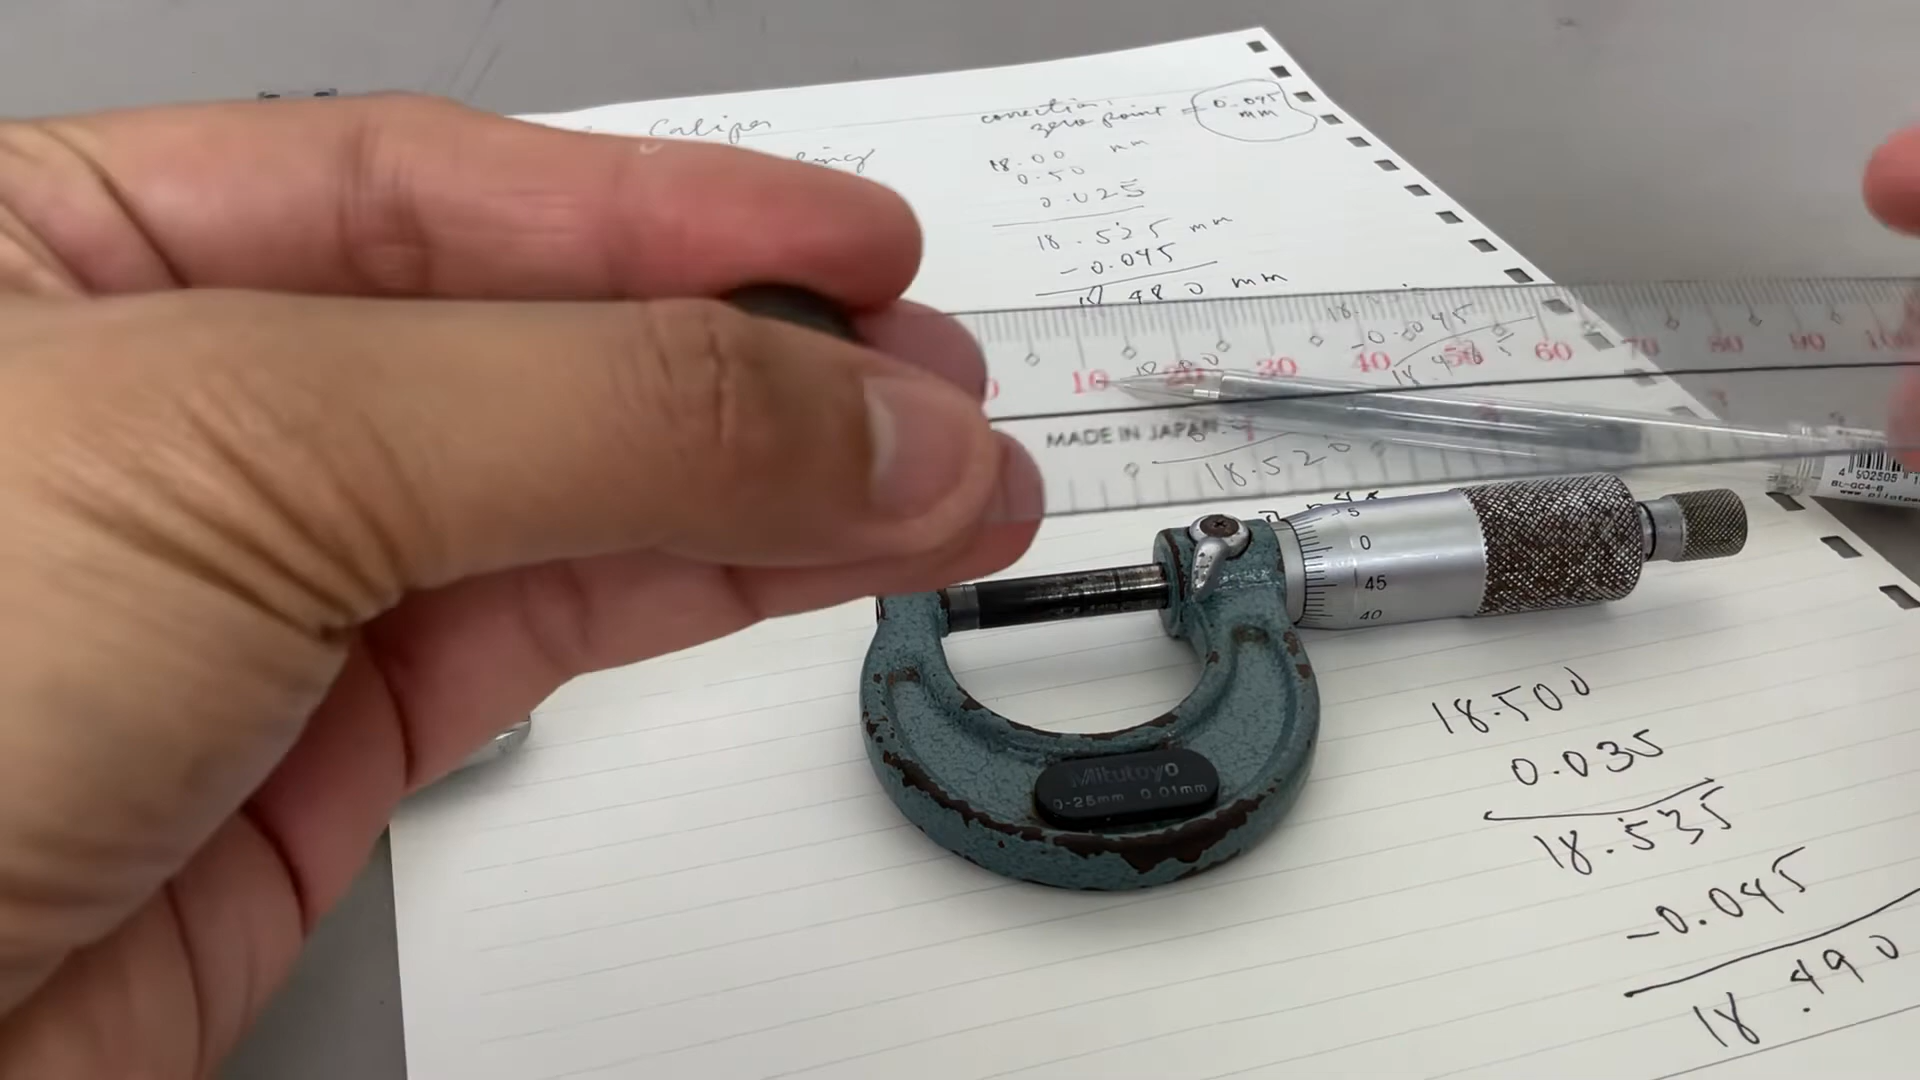 Caliper
correction,
zero point = 0.045
mm
18.00 mm
0.50
0.025
18.525 mm
- 0.045
18 480 mm
10 20 30 40 50 60 70 80 90 100
MADE IN JAPAN
18.520
5
0
45
40
Mitutoyo
0-25mm 0.01mm
18.500
0.035
18.535
-0.045
18.490